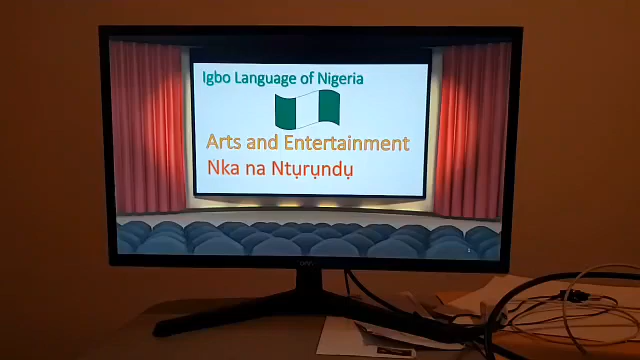 Igbo Language of Nigeria
Arts and Entertainment
Nka na Ntụrụndụ